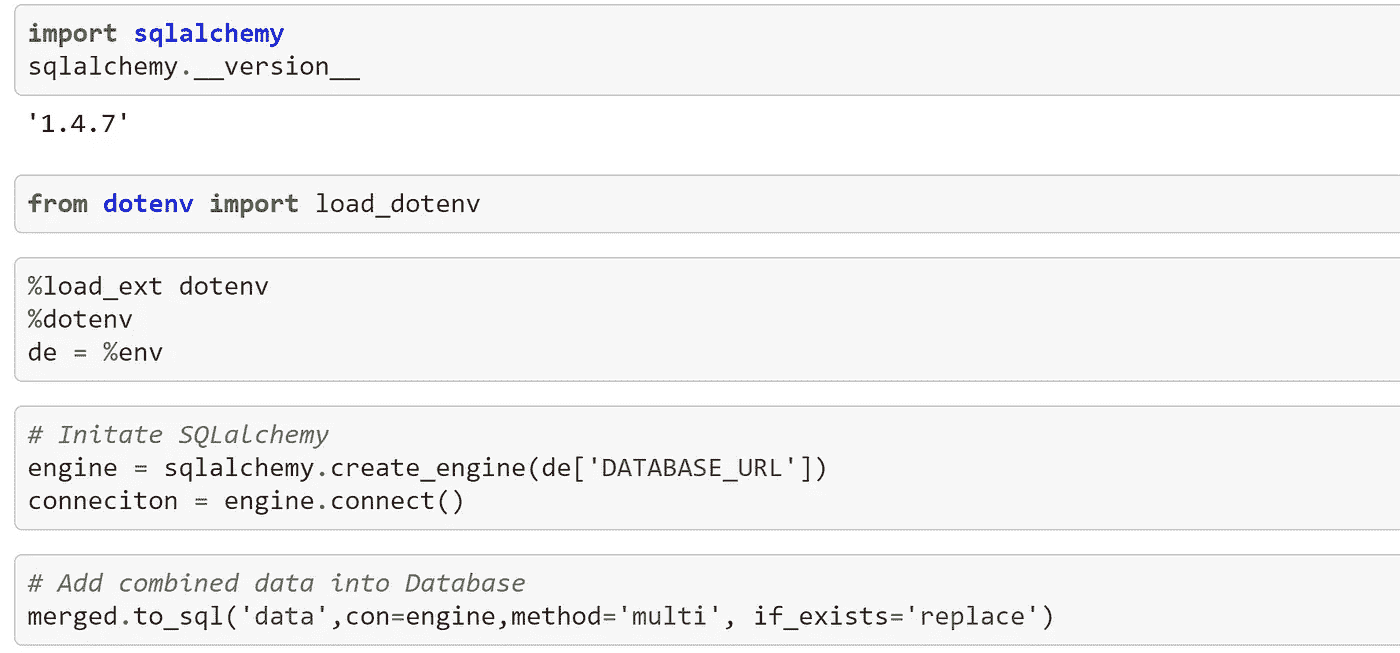 import sqlalchemy
sqlalchemy.__version__
'1.4.7'
from dotenv import load_dotenv
%load_ext dotenv
%dotenv
de = %env
# Initate SQLalchemy
engine = sqlalchemy.create_engine(de['DATABASE_URL'])
conneciton = engine.connect()
# Add combined data into Database
merged.to_sql('data',con=engine,method='multi', if_exists='replace')